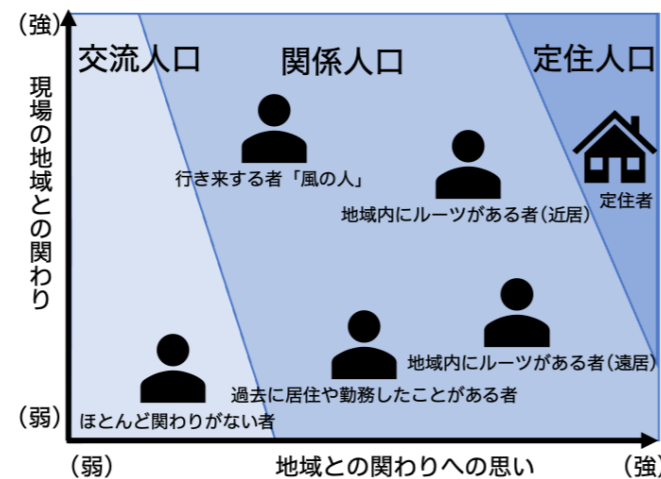 （強）
交流人口
関係人口
定住人口
現場の地域との関わり
行き来する者「風の人」
定住者
地域内にルーツがある者（近居）
地域内にルーツがある者（遠居）
過去に居住や勤務したことがある者
ほとんど関わりがない者
（弱）
（弱）
地域との関わりへの思い
（強）